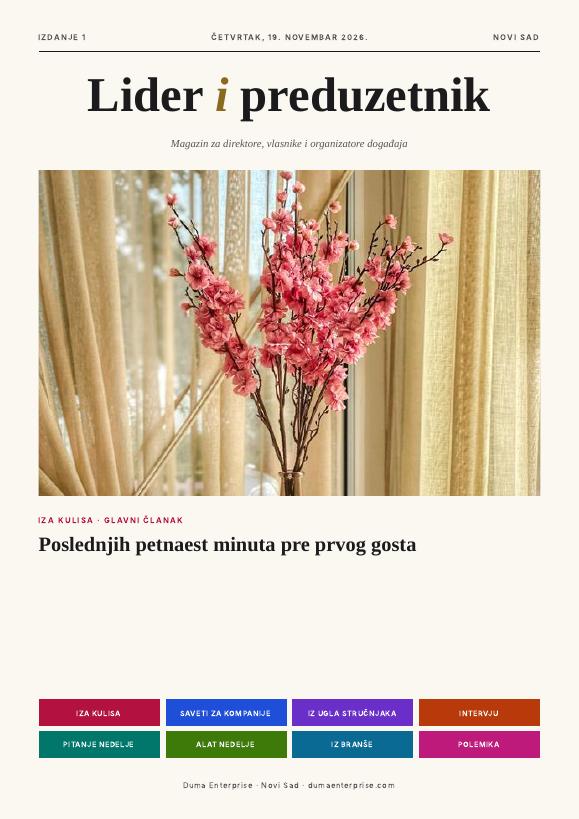 IZDANJE 1
ČETVRTAK, 19. NOVEMBAR 2026.
NOVI SAD
Lider i preduzetnik
Magazin za direktore, vlasnike i organizatore događaja
IZA KULISA · GLAVNI ČLANAK
Poslednjih petnaest minuta pre prvog gosta
IZA KULISA
SAVETI ZA KOMPANIJE
IZ UGLA STRUČNJAKA
INTERVJU
PITANJE NEDELJE
ALAT NEDELJE
IZ BRANŠE
POLEMIKA
Duma Enterprise · Novi Sad · dumaenterprise.com